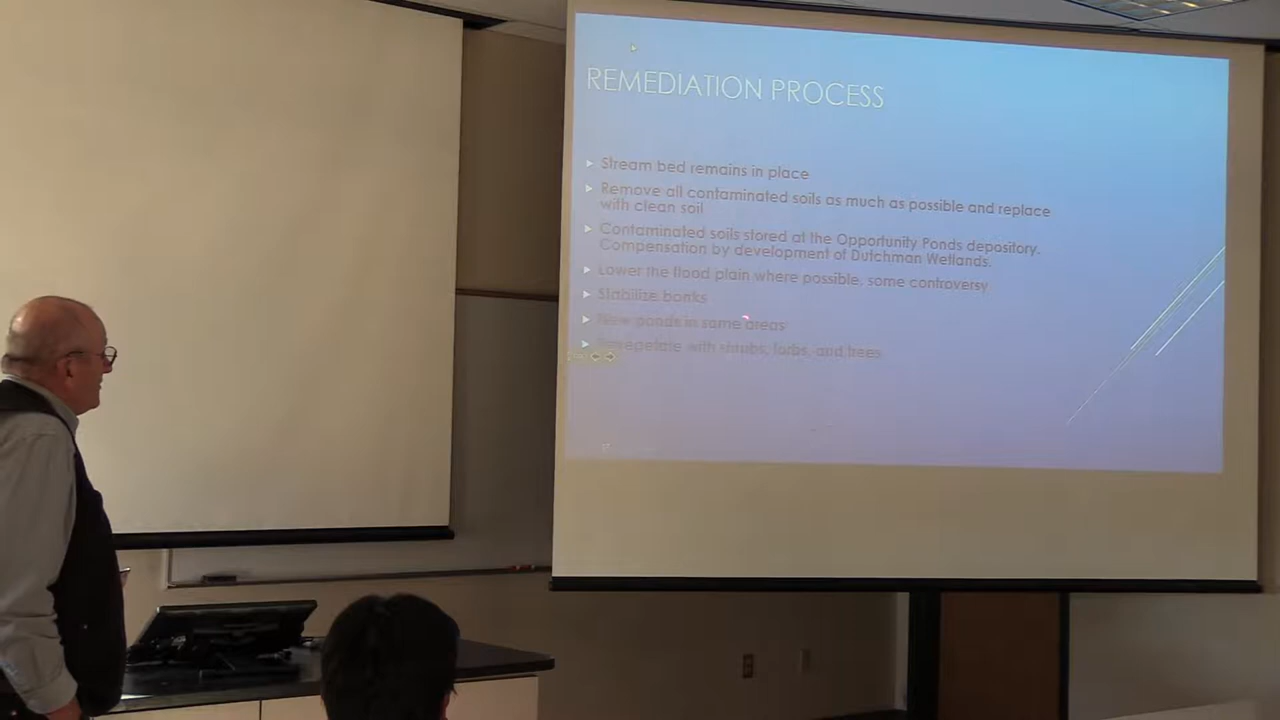 REMEDIATION PROCESS
Stream bed remains in place
Remove all contaminated soils as much as possible and replace
with clean soil
Contaminated soils stored at the Opportunity Ponds depository.
Compensation by development of Dutchman Wetlands.
Lower the flood plain where possible, some controversy
Stabilize banks
New ponds in some areas
Revegetate with shrubs, forbs, and trees